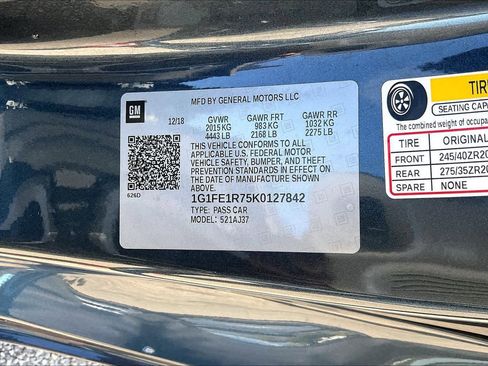 GM
MFD BY GENERAL MOTORS LLC
12/18 GVWR GAWR FRT GAWR RR
2015 KG 983 KG 1032 KG
4443 LB 2168 LB 2275 LB
THIS VEHICLE CONFORMS TO ALL
APPLICABLE U.S. FEDERAL MOTOR
VEHICLE SAFETY, BUMPER, AND THEFT
PREVENTION STANDARDS IN EFFECT ON
THE DATE OF MANUFACTURE SHOWN ABOVE.
1G1FE1R75K0127842
TYPE: PASS CAR
MODEL: 521AJ37
626D
TIR
SEATING CAP
The combined weight of occup
TIRE ORIGINAL
FRONT 245/40ZR20
REAR 275/35ZR20
SPARE NONE